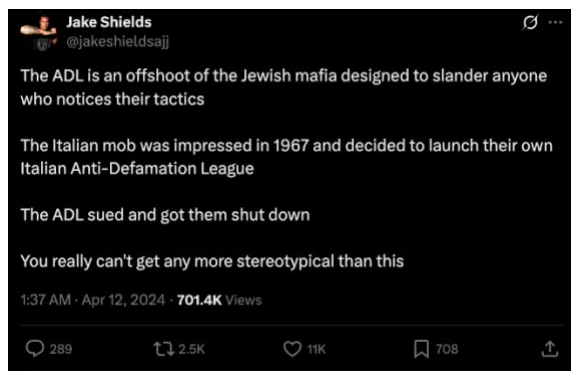 Jake Shields
@jakeshieldsajj
The ADL is an offshoot of the Jewish mafia designed to slander anyone
who notices their tactics
The Italian mob was impressed in 1967 and decided to launch their own
Italian Anti-Defamation League
The ADL sued and got them shut down
You really can't get any more stereotypical than this
1:37 AM · Apr 12, 2024 · 701.4K Views
289 2.5K 11K 708